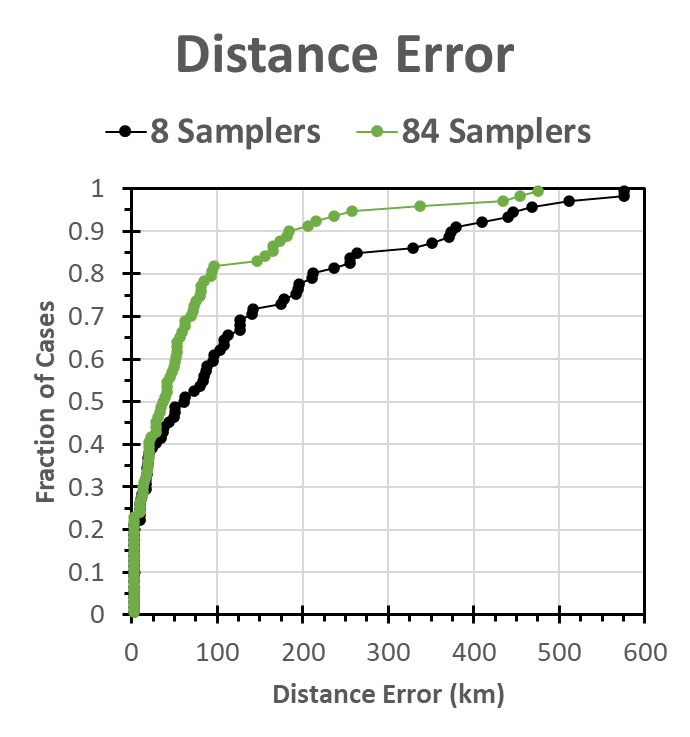 Distance Error
8 Samplers 84 Samplers
1
0.9
0.8
0.7
0.6
0.5
0.4
0.3
0.2
0.1
0
Fraction of Cases
0 100 200 300 400 500 600
Distance Error (km)